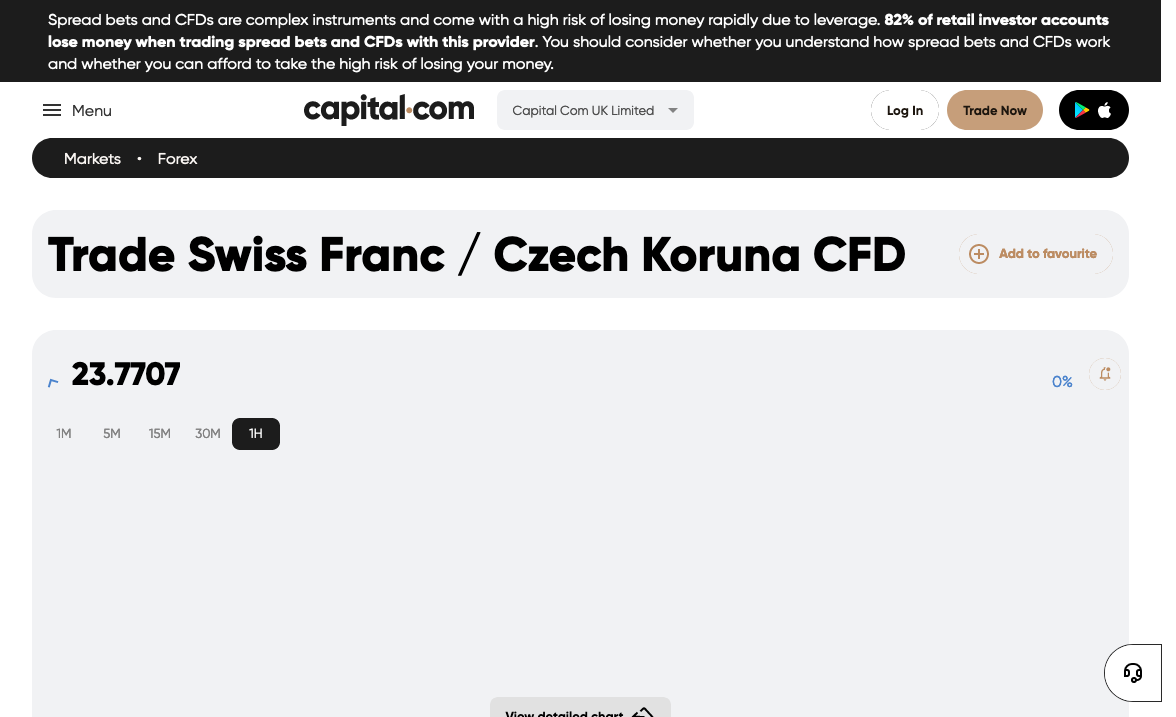 Spread bets and CFDs are complex instruments and come with a high risk of losing money rapidly due to leverage. 82% of retail investor accounts
lose money when trading spread bets and CFDs with this provider. You should consider whether you understand how spread bets and CFDs work
and whether you can afford to take the high risk of losing your money.
Menu
capital.com
Capital Com UK Limited
Log In
Trade Now
Markets • Forex
Trade Swiss Franc / Czech Koruna CFD
Add to favourite
23.7707
0%
1M 5M 15M 30M 1H
View detailed chart